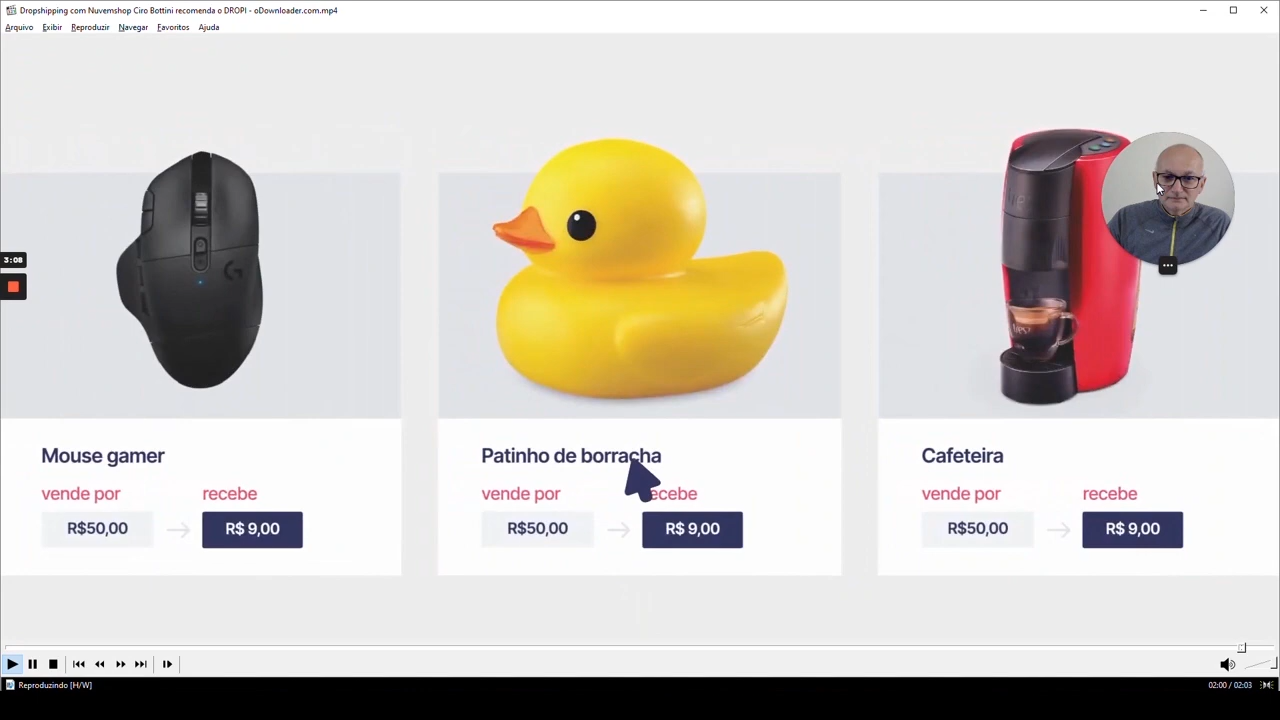 Dropshipping com Nuvemshop Ciro Bottini recomenda o DROPI - oDownloader.com.mp4
Arquivo Exibir Reproduzir Navegar Favoritos Ajuda
3:08
G
Mouse gamer
vende por recebe
R$50,00 R$ 9,00
Patinho de borracha
vende por recebe
R$50,00 R$ 9,00
Cafeteira
vende por recebe
R$50,00 R$ 9,00
Reproduzindo [H/W]
02:00 / 02:03